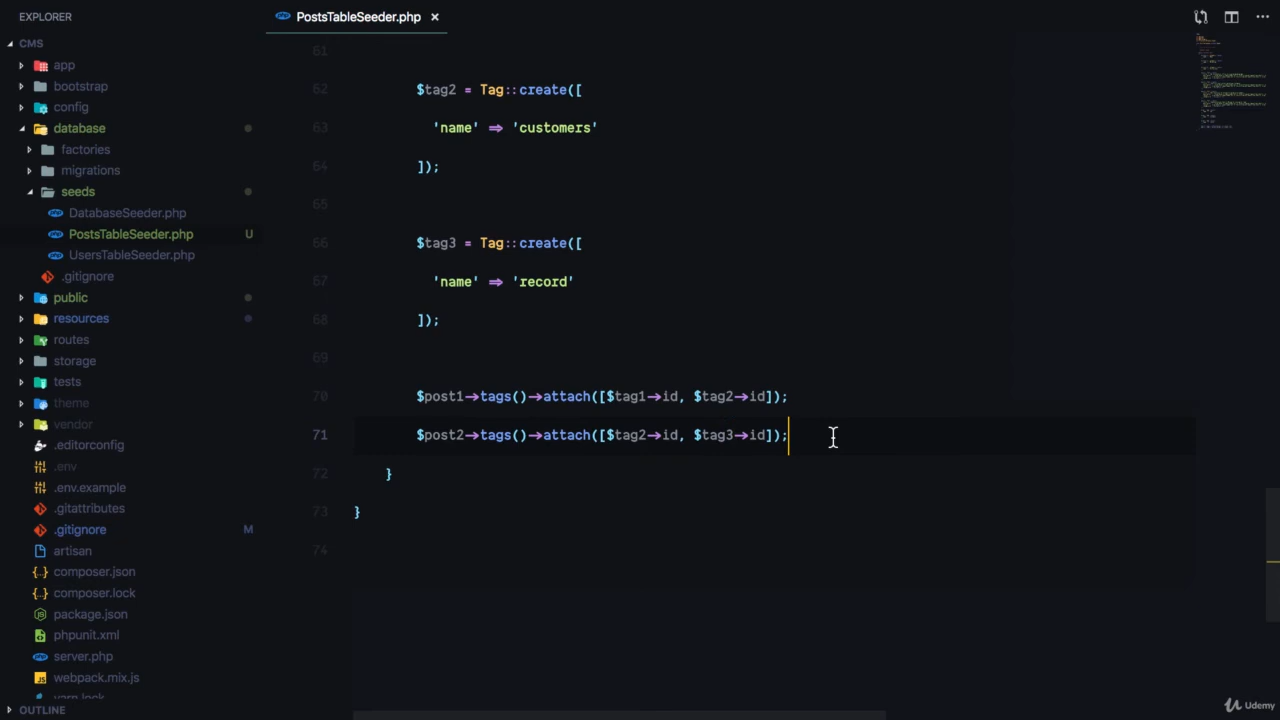 EXPLORER
PostsTableSeeder.php ×
CMS
app
bootstrap
config
database
factories
migrations
seeds
DatabaseSeeder.php
PostsTableSeeder.php U
UsersTableSeeder.php
.gitignore
public
resources
routes
storage
tests
theme
vendor
.editorconfig
.env
.env.example
.gitattributes
.gitignore M
artisan
composer.json
composer.lock
package.json
phpunit.xml
server.php
webpack.mix.js
yarn.lock
OUTLINE
61
62 $tag2 = Tag::create([
63 'name' => 'customers'
64 ]);
65
66 $tag3 = Tag::create([
67 'name' => 'record'
68 ]);
69
70 $post1->tags()->attach([$tag1->id, $tag2->id]);
71 $post2->tags()->attach([$tag2->id, $tag3->id]);
72 }
73 }
74
Udemy